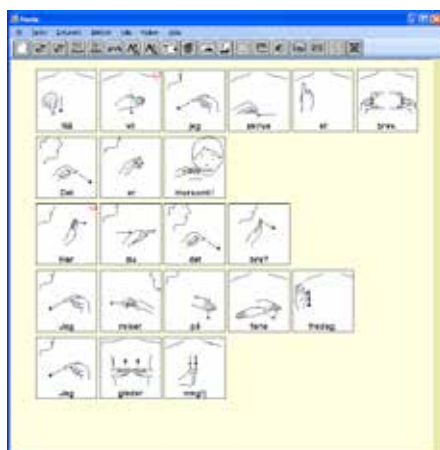 Nå vil jeg skrive et brev.
Det er morsomt!
Har du det bra?
Jeg reiser på ferie fredag.
Jeg gleder meg!